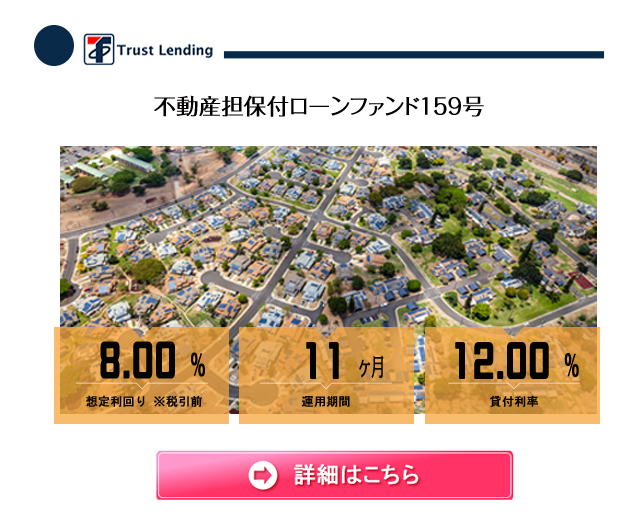 Trust Lending
不動産担保付ローンファンド159号
8.00 %
想定利回り ※税引前
11 ヶ月
運用期間
12.00 %
貸付利率
詳細はこちら